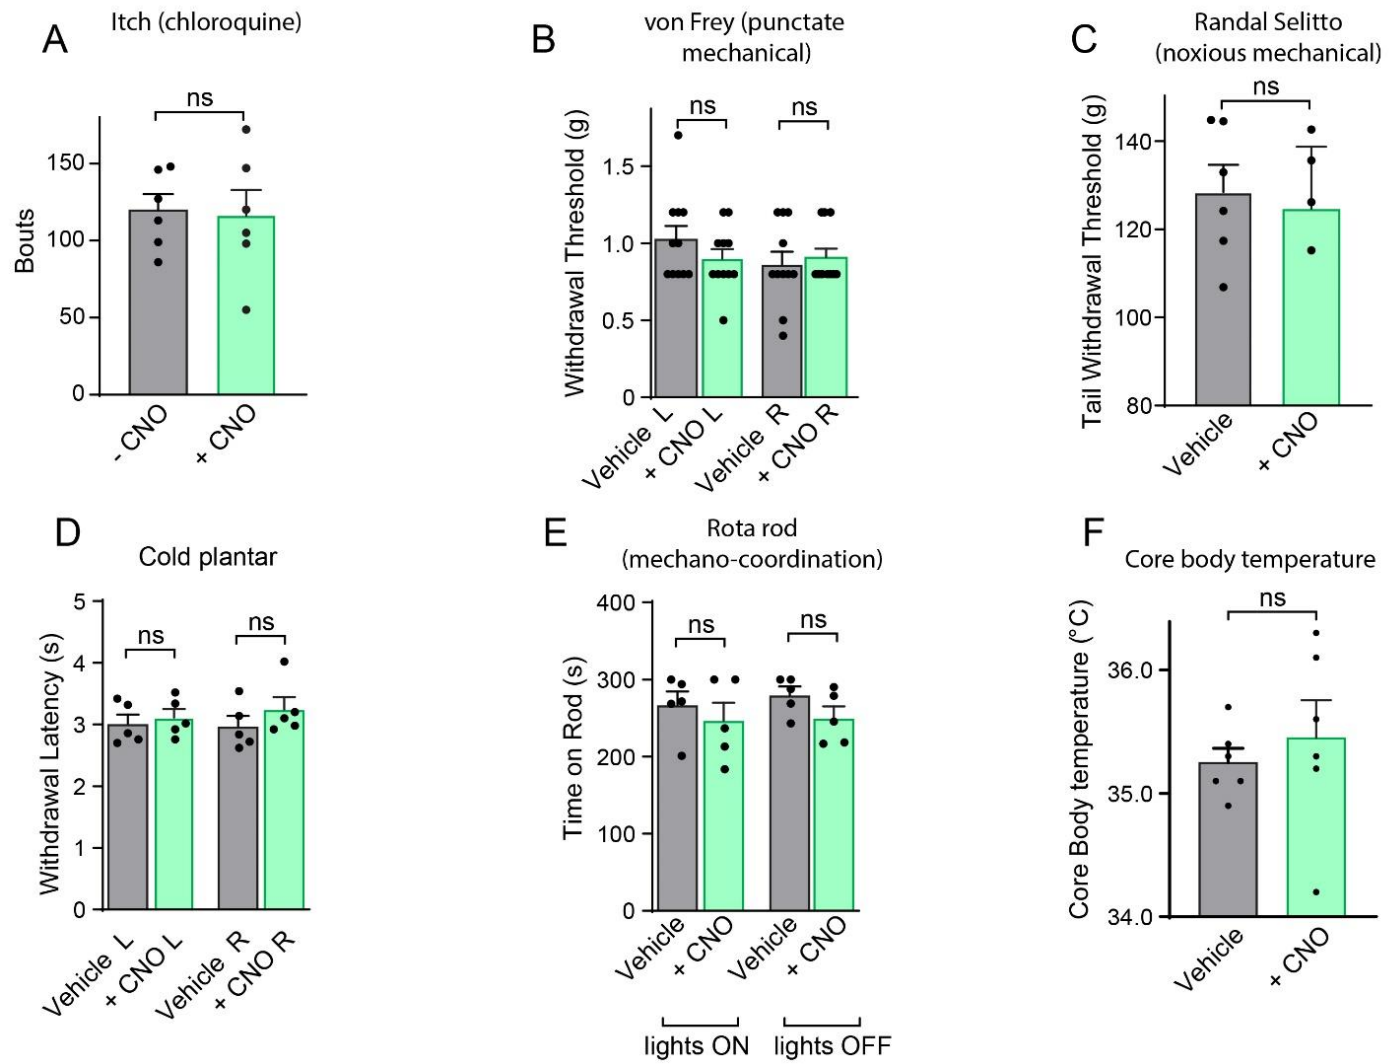 A
Itch (chloroquine)
ns
Bouts
150
100
50
0
- CNO
+ CNO
B
von Frey (punctate
mechanical)
ns
ns
Withdrawal Threshold (g)
1.5
1.0
0.5
0
Vehicle L
+ CNO L
Vehicle R
+ CNO R
C
Randal Selitto
(noxious mechanical)
ns
Tail Withdrawal Threshold (g)
140
120
100
80
Vehicle
+ CNO
D
Cold plantar
ns
ns
Withdrawal Latency (s)
5
4
3
2
1
0
Vehicle L
+ CNO L
Vehicle R
+ CNO R
E
Rota rod
(mechano-coordination)
ns
ns
Time on Rod (s)
400
300
200
100
0
Vehicle
+ CNO
Vehicle
+ CNO
lights ON
lights OFF
F
Core body temperature
ns
Core Body temperature (°C)
36.0
35.0
34.0
Vehicle
+ CNO